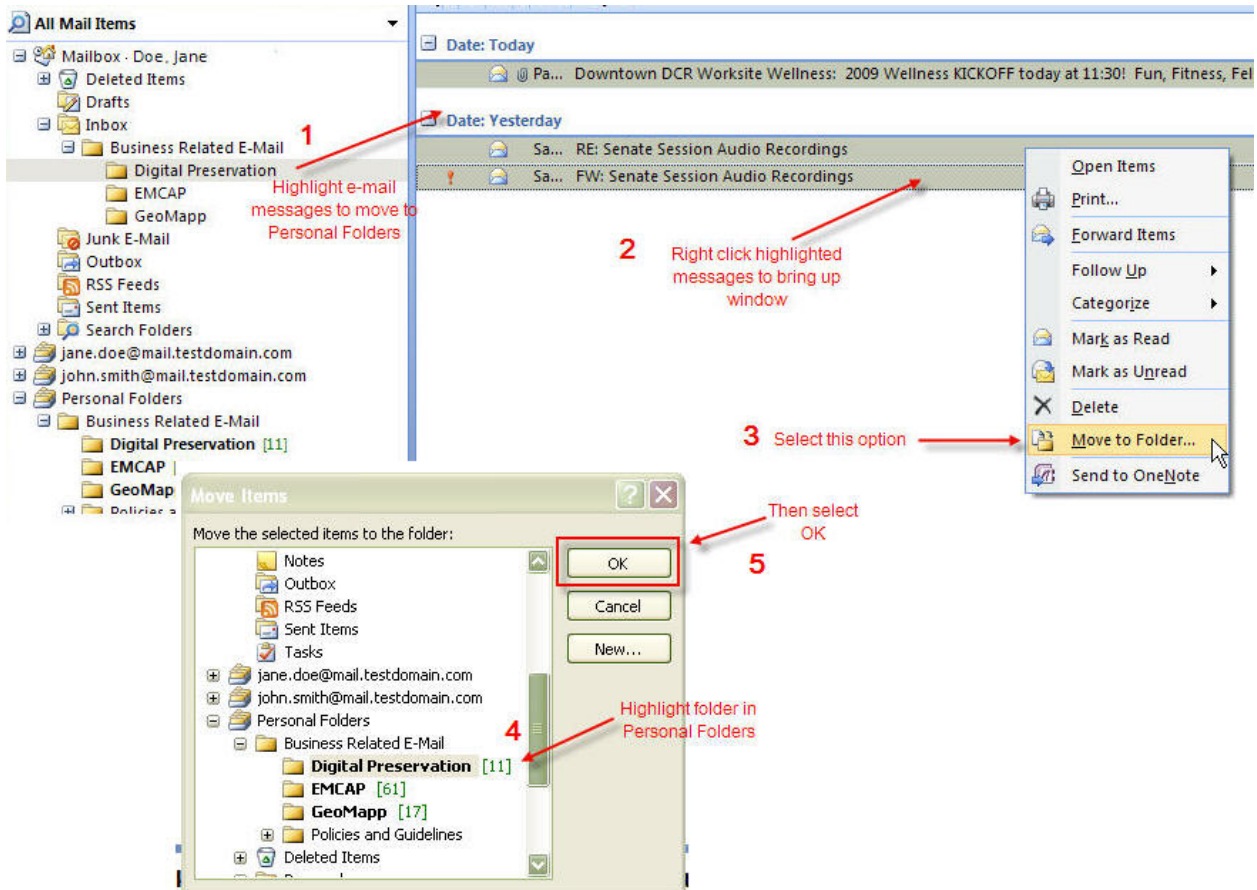 All Mail Items
Mailbox - Doe, Jane
Deleted Items
Drafts
Inbox
Business Related E-Mail
Digital Preservation
EMCAP
GeoMapp
Junk E-Mail
Outbox
RSS Feeds
Sent Items
Search Folders
jane.doe@mail.testdomain.com
john.smith@mail.testdomain.com
Personal Folders
Business Related E-Mail
Digital Preservation [11]
EMCAP
GeoMap
Policies a
1
Highlight e-mail
messages to move to
Personal Folders
Date: Today
Pa... Downtown DCR Worksite Wellness: 2009 Wellness KICKOFF today at 11:30! Fun, Fitness, Fel
Date: Yesterday
Sa... RE: Senate Session Audio Recordings
Sa... FW: Senate Session Audio Recordings
2
Right click highlighted
messages to bring up
window
Open Items
Print...
Forward Items
Follow Up
Categorize
Mark as Read
Mark as Unread
Delete
Move to Folder...
Send to OneNote
3 Select this option
Move Items
Move the selected items to the folder:
Notes
Outbox
RSS Feeds
Sent Items
Tasks
jane.doe@mail.testdomain.com
john.smith@mail.testdomain.com
Personal Folders
Business Related E-Mail
Digital Preservation [11]
EMCAP [61]
GeoMapp [17]
Policies and Guidelines
Deleted Items
OK
Cancel
New...
4
Highlight folder in
Personal Folders
Then select
OK
5